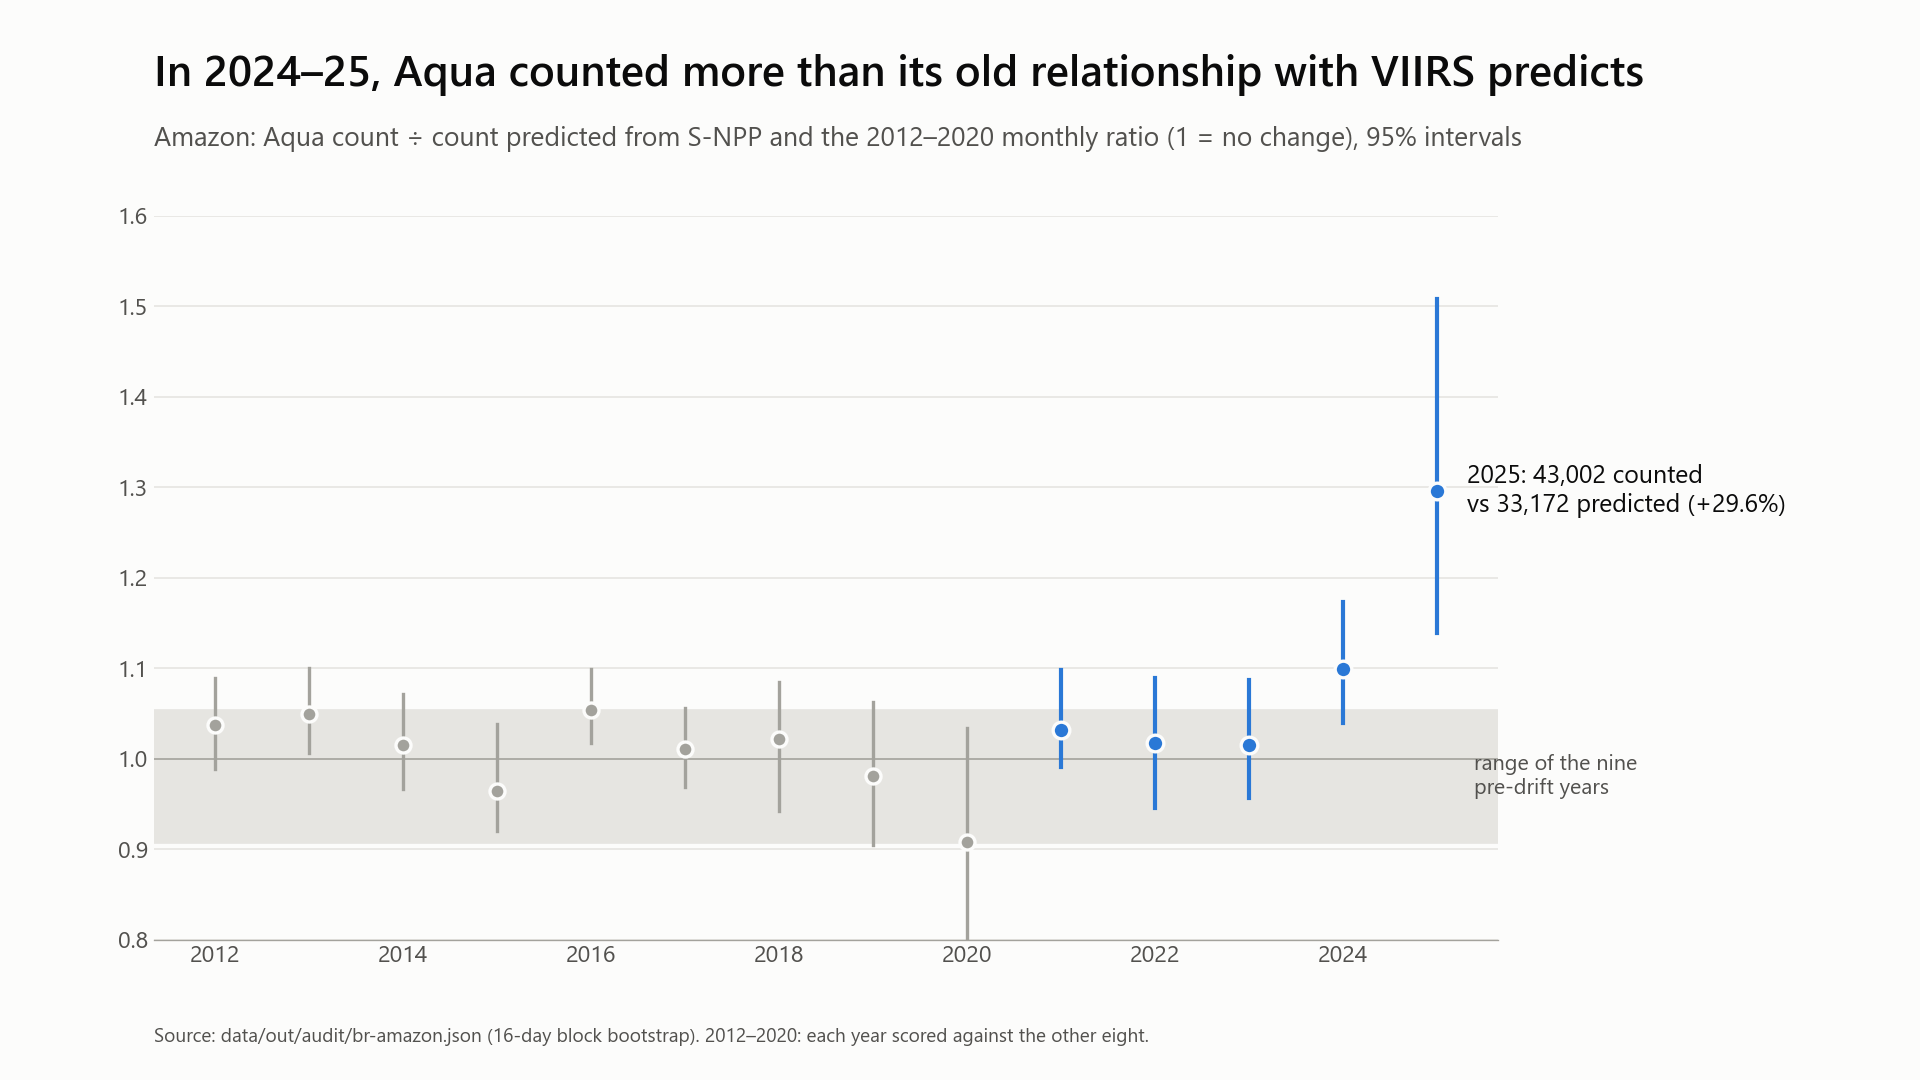 In 2024–25, Aqua counted more than its old relationship with VIIRS predicts
Amazon: Aqua count ÷ count predicted from S-NPP and the 2012–2020 monthly ratio (1 = no change), 95% intervals
1.6
1.5
1.4
1.3
2025: 43,002 counted
vs 33,172 predicted (+29.6%)
1.2
1.1
1.0
range of the nine
pre-drift years
0.9
0.8
2012 2014 2016 2018 2020 2022 2024
Source: data/out/audit/br-amazon.json (16-day block bootstrap). 2012–2020: each year scored against the other eight.